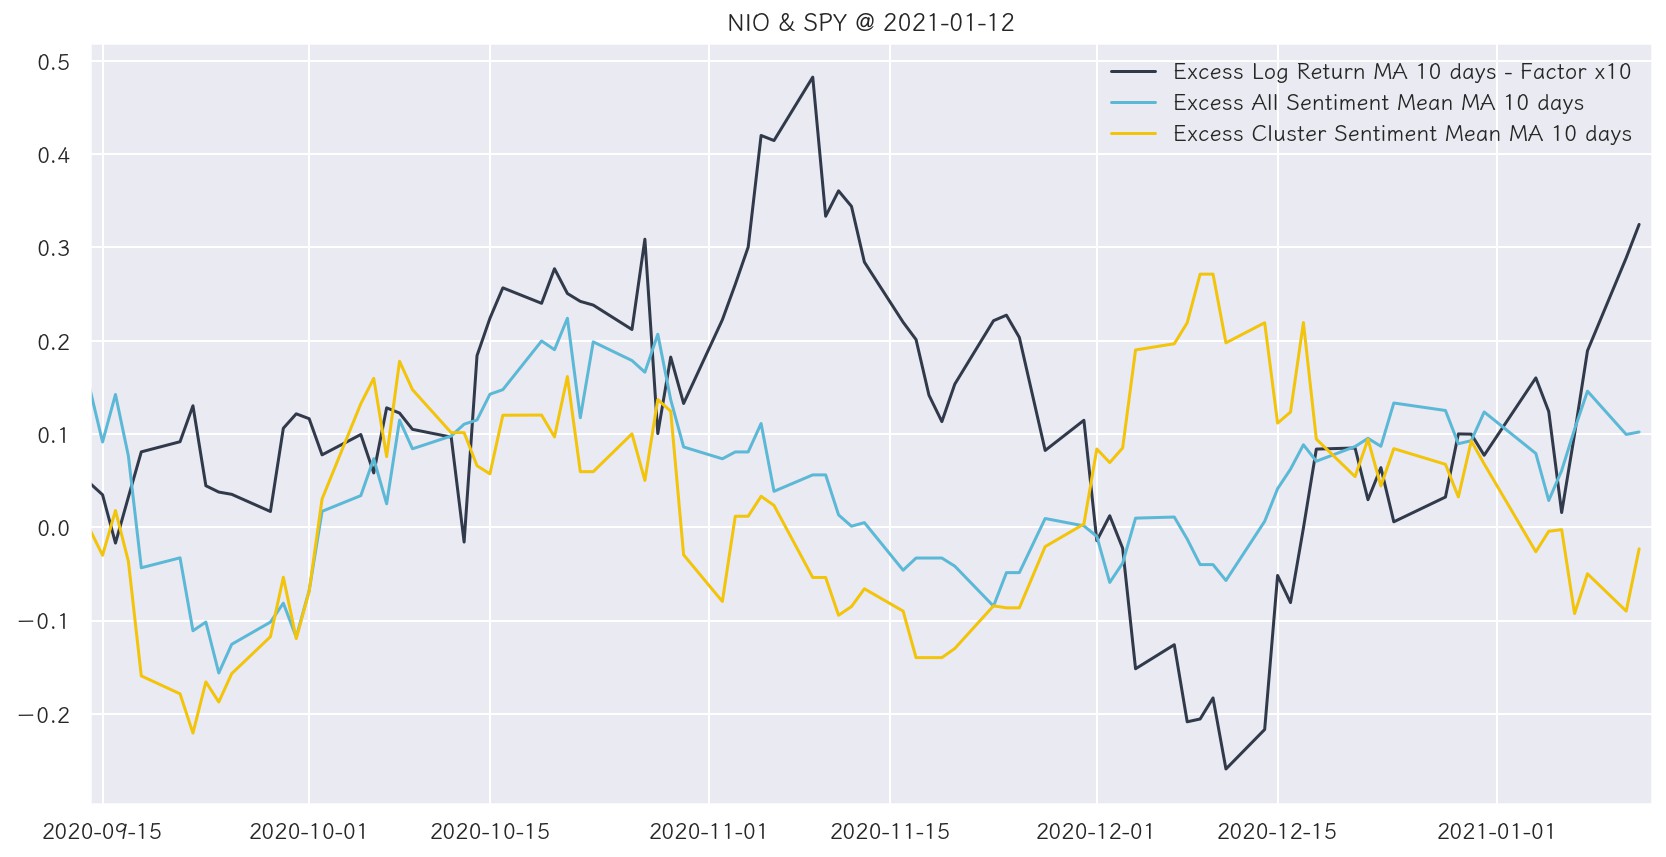 NIO & SPY @ 2021-01-12
Excess Log Return MA 10 days - Factor x10
Excess All Sentiment Mean MA 10 days
Excess Cluster Sentiment Mean MA 10 days
0.5
0.4
0.3
0.2
0.1
0.0
−0.1
−0.2
2020-09-15 2020-10-01 2020-10-15 2020-11-01 2020-11-15 2020-12-01 2020-12-15 2021-01-01